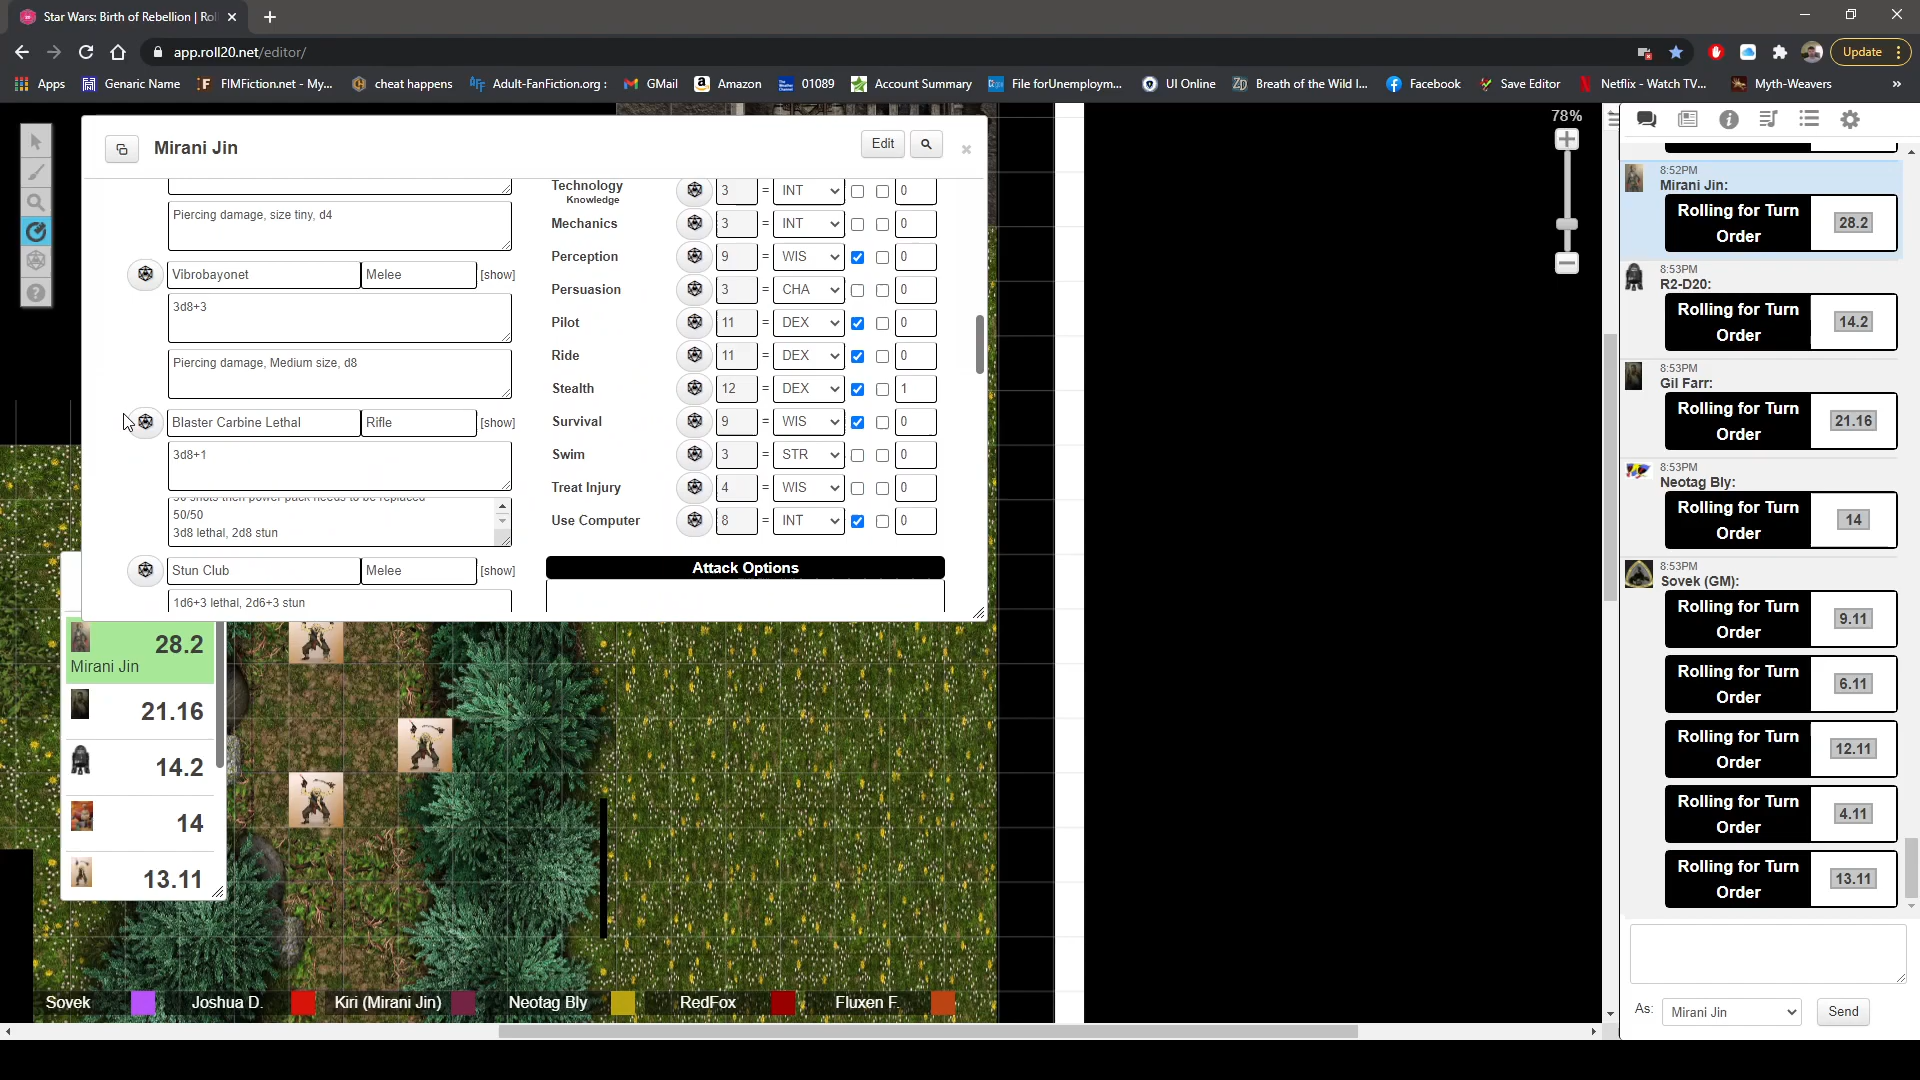 Star Wars: Birth of Rebellion | Rol
app.roll20.net/editor/
Update
Apps
Genaric Name
FIMFiction.net - My...
cheat happens
Adult-FanFiction.org :
GMail
Amazon
01089
Account Summary
File forUnemploym...
UI Online
Breath of the Wild I...
Facebook
Save Editor
Netflix - Watch TV...
Myth-Weavers
»
Mirani Jin
Edit
Piercing damage, size tiny, d4
Vibrobayonet
Melee
[show]
3d8+3
Piercing damage, Medium size, d8
Blaster Carbine Lethal
Rifle
[show]
3d8+1
50 shots then power pack needs to be replaced
50/50
3d8 lethal, 2d8 stun
Stun Club
Melee
[show]
1d6+3 lethal, 2d6+3 stun
Technology
Knowledge
3 = INT 0
Mechanics 3 = INT 0
Perception 9 = WIS 0
Persuasion 3 = CHA 0
Pilot 11 = DEX 0
Ride 11 = DEX 0
Stealth 12 = DEX 1
Survival 9 = WIS 0
Swim 3 = STR 0
Treat Injury 4 = WIS 0
Use Computer 8 = INT 0
Attack Options
28.2
Mirani Jin
21.16
14.2
14
13.11
78%
8:52PM
Mirani Jin:
Rolling for Turn
Order
28.2
8:53PM
R2-D20:
Rolling for Turn
Order
14.2
8:53PM
Gil Farr:
Rolling for Turn
Order
21.16
8:53PM
Neotag Bly:
Rolling for Turn
Order
14
8:53PM
Sovek (GM):
Rolling for Turn
Order
9.11
Rolling for Turn
Order
6.11
Rolling for Turn
Order
12.11
Rolling for Turn
Order
4.11
Rolling for Turn
Order
13.11
As:
Mirani Jin
Send
Sovek
Joshua D.
Kiri (Mirani Jin)
Neotag Bly
RedFox
Fluxen F.